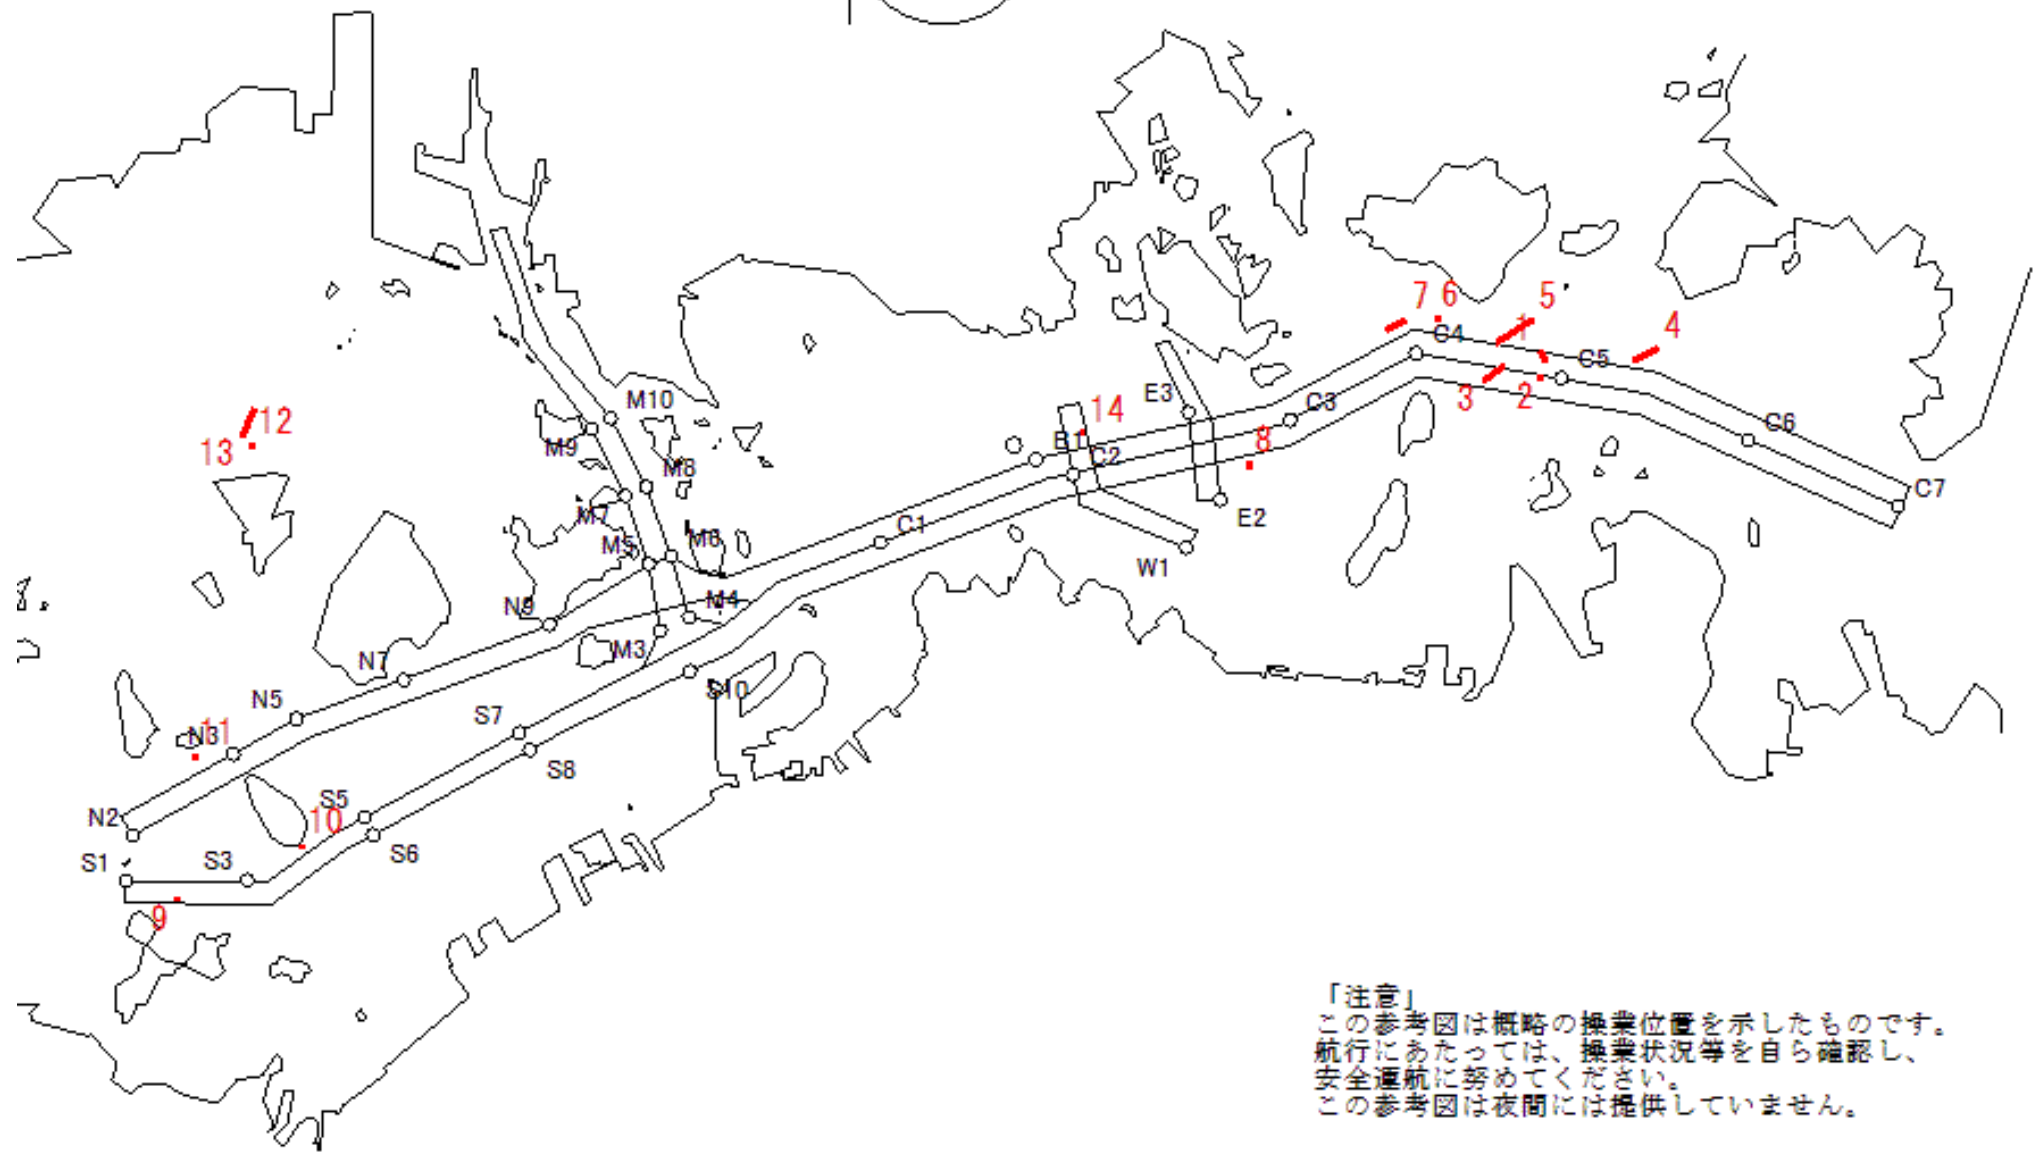 7 6 5
1 4
C4
C5
3 2
M10
E3
14
C3
12
13
M9
B1
8
C6
M8
C2
C7
M7
E2
C1
M5
M6
W1
N9
M4
M3
N7
S10
N5
S7
N3
11
S8
S5
10
N2
S6
S1
S3
9
「注意」
この参考図は概略の操業位置を示したものです。
航行にあたっては、操業状況等を自ら確認し、
安全運航に努めてください。
この参考図は夜間には提供していません。